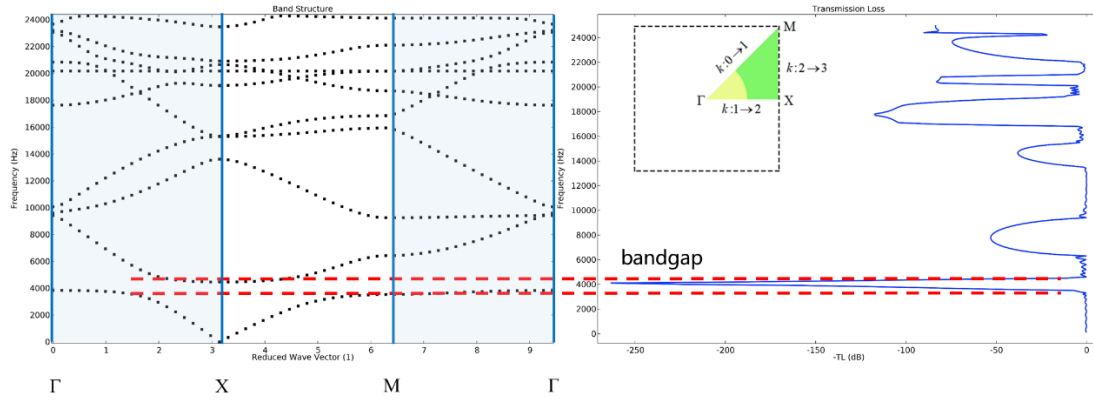 Band Structure
24000
22000
20000
18000
16000
14000
12000
10000
8000
6000
4000
2000
0
Frequency (Hz)
0 1 2 3 4 5 6 7 8 9
Reduced Wave Vector (1)
Γ X M Γ
Transmission Loss
24000
22000
20000
18000
16000
14000
12000
10000
8000
6000
4000
2000
0
Frequency (Hz)
M
k:0→1
k:2→3
Γ X
k:1→2
bandgap
-250 -200 -170 -100 -50 0
-TL (dB)